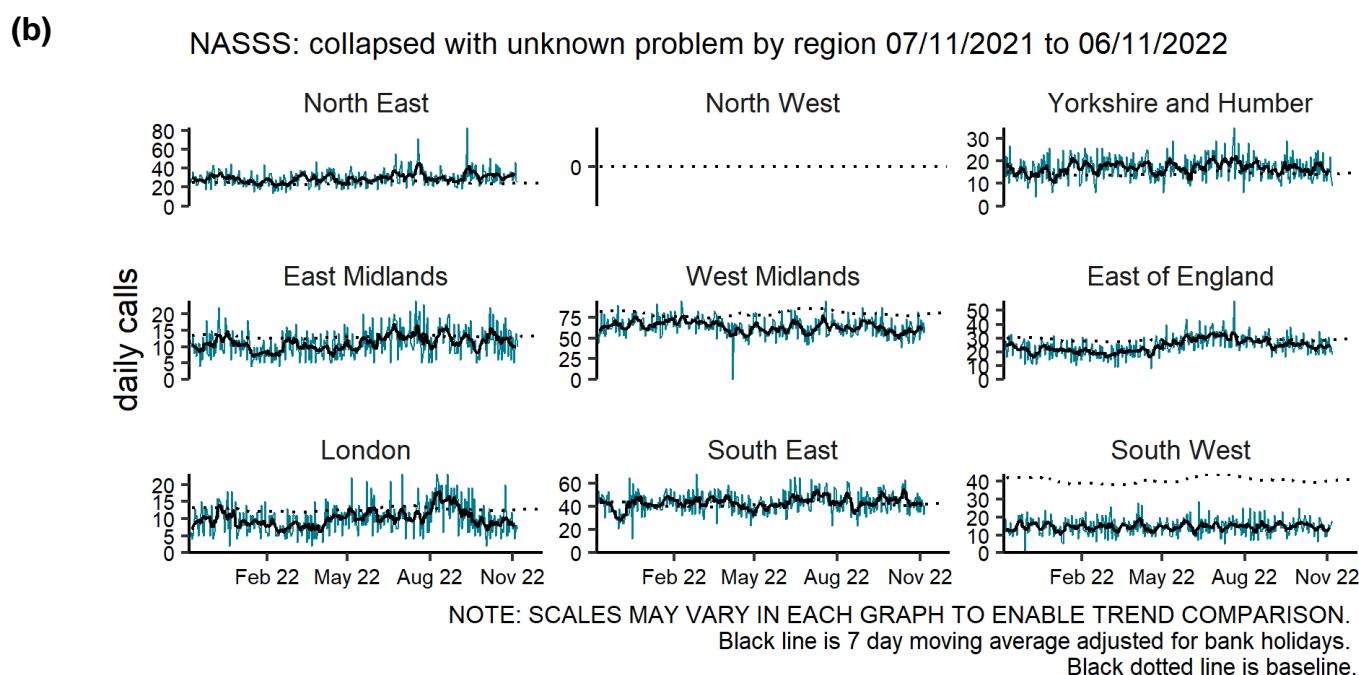 (b)
NASSS: collapsed with unknown problem by region 07/11/2021 to 06/11/2022
North East
North West
Yorkshire and Humber
80
60
40
20
0
0
30
20
10
0
daily calls
East Midlands
West Midlands
East of England
20
15
10
5
0
75
50
25
0
50
40
30
20
10
0
London
South East
South West
20
15
10
5
0
60
40
20
0
40
30
20
10
0
Feb 22 May 22 Aug 22 Nov 22
Feb 22 May 22 Aug 22 Nov 22
Feb 22 May 22 Aug 22 Nov 22
NOTE: SCALES MAY VARY IN EACH GRAPH TO ENABLE TREND COMPARISON.
Black line is 7 day moving average adjusted for bank holidays.
Black dotted line is baseline.